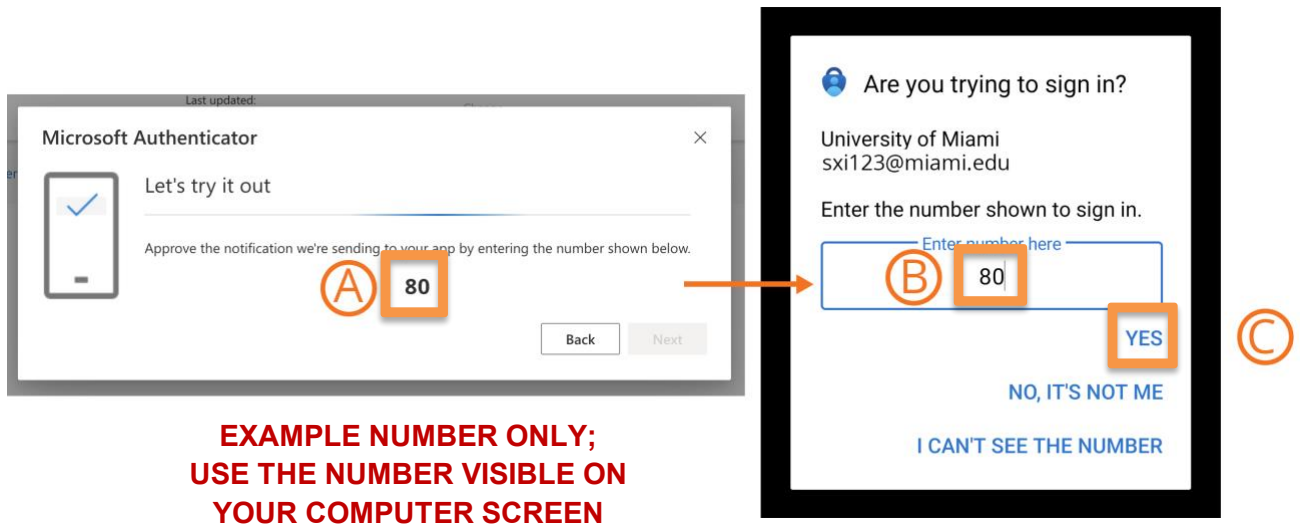 Last updated:
Microsoft Authenticator
Let's try it out
Approve the notification we're sending to your app by entering the number shown below.
A
80
Back
Next
EXAMPLE NUMBER ONLY;
USE THE NUMBER VISIBLE ON
YOUR COMPUTER SCREEN
Are you trying to sign in?
University of Miami
sxi123@miami.edu
Enter the number shown to sign in.
Enter number here
B
80
YES
C
NO, IT'S NOT ME
I CAN'T SEE THE NUMBER